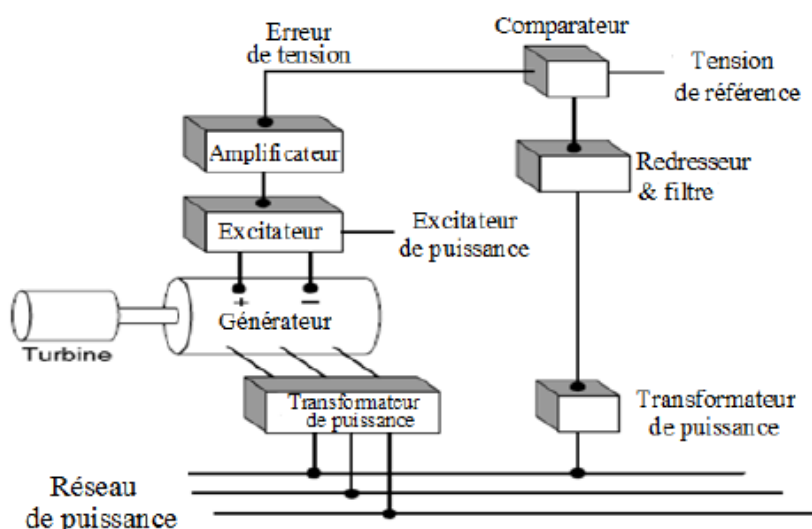 Comparateur
Erreur
de tension
Tension
de référence
Amplificateur
Redresseur
& filtre
Excitateur
Excitateur
de puissance
+ −
Générateur
Turbine
Transformateur
de puissance
Transformateur
de puissance
Réseau
de puissance